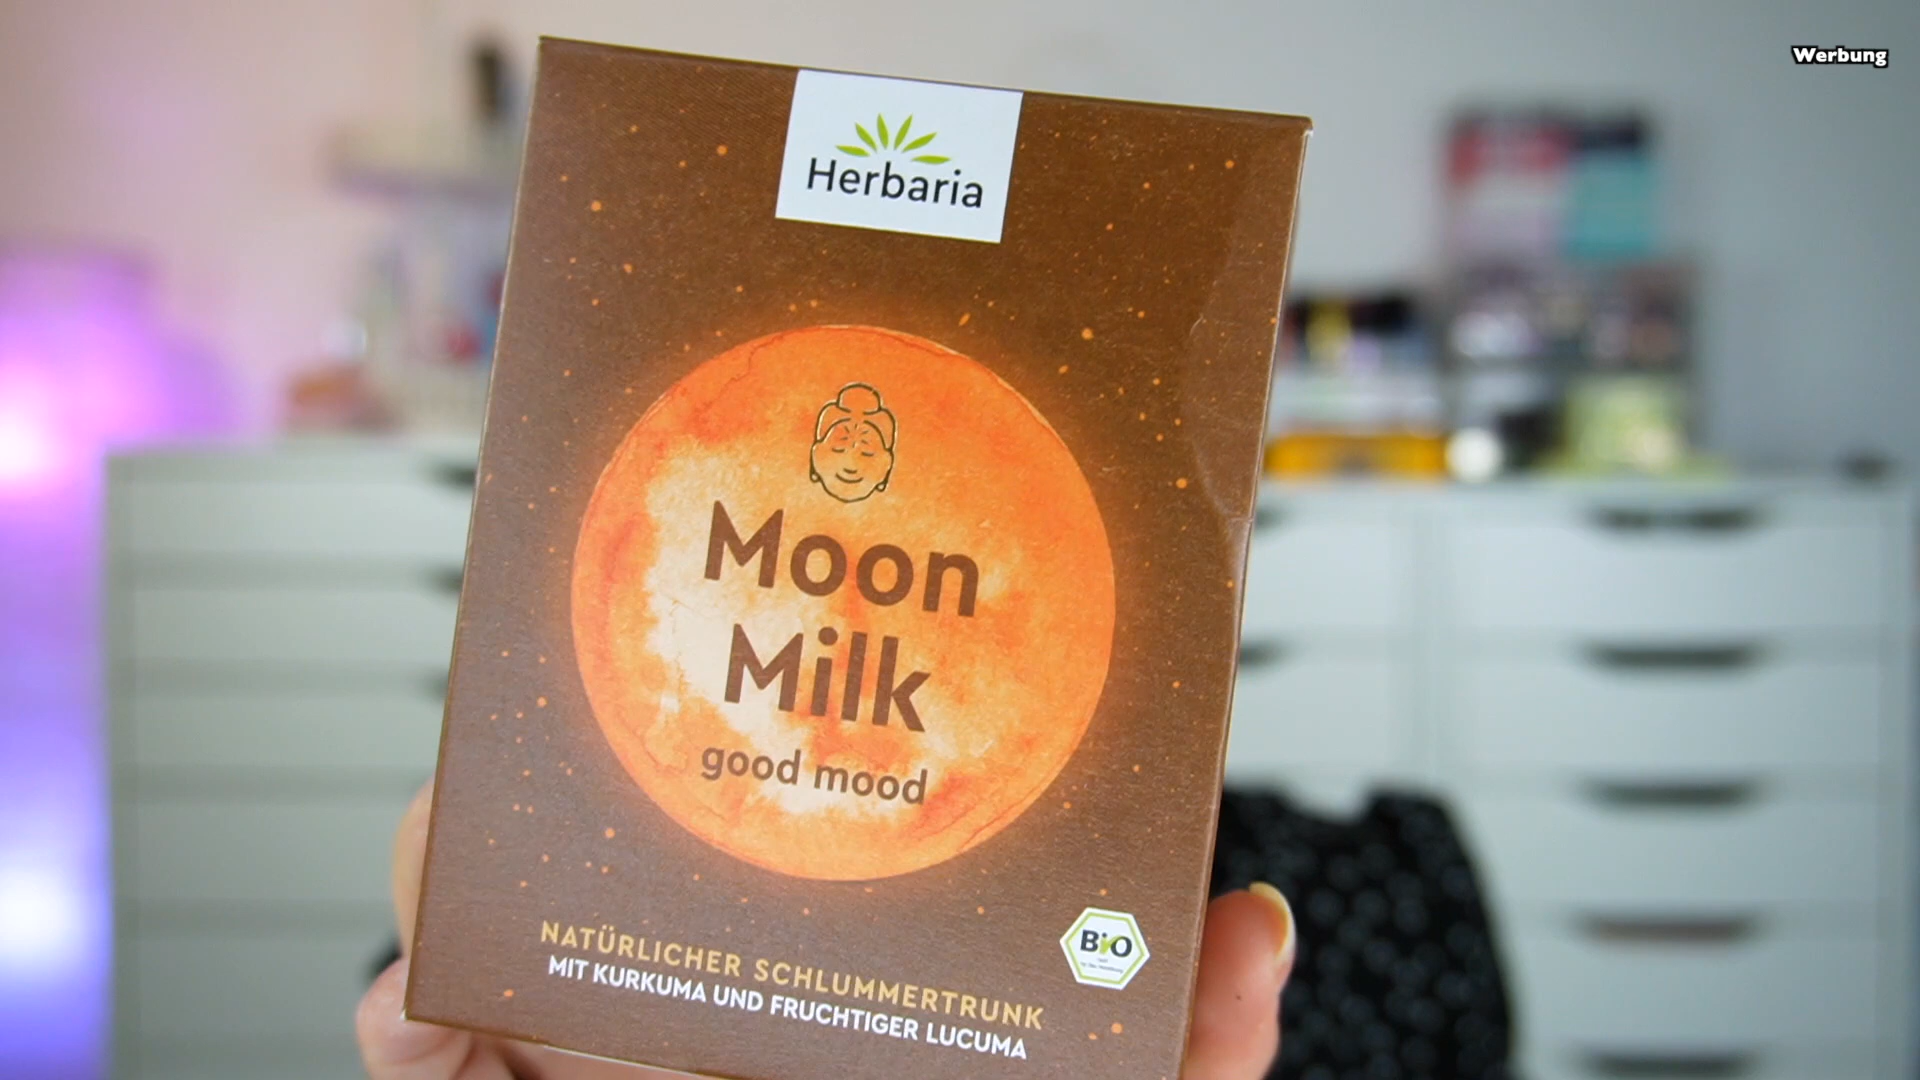 Werbung
Herbaria
Moon
Milk
good mood
NATÜRLICHER SCHLUMMERTRUNK
MIT KURKUMA UND FRUCHTIGER LUCUMA
Bio